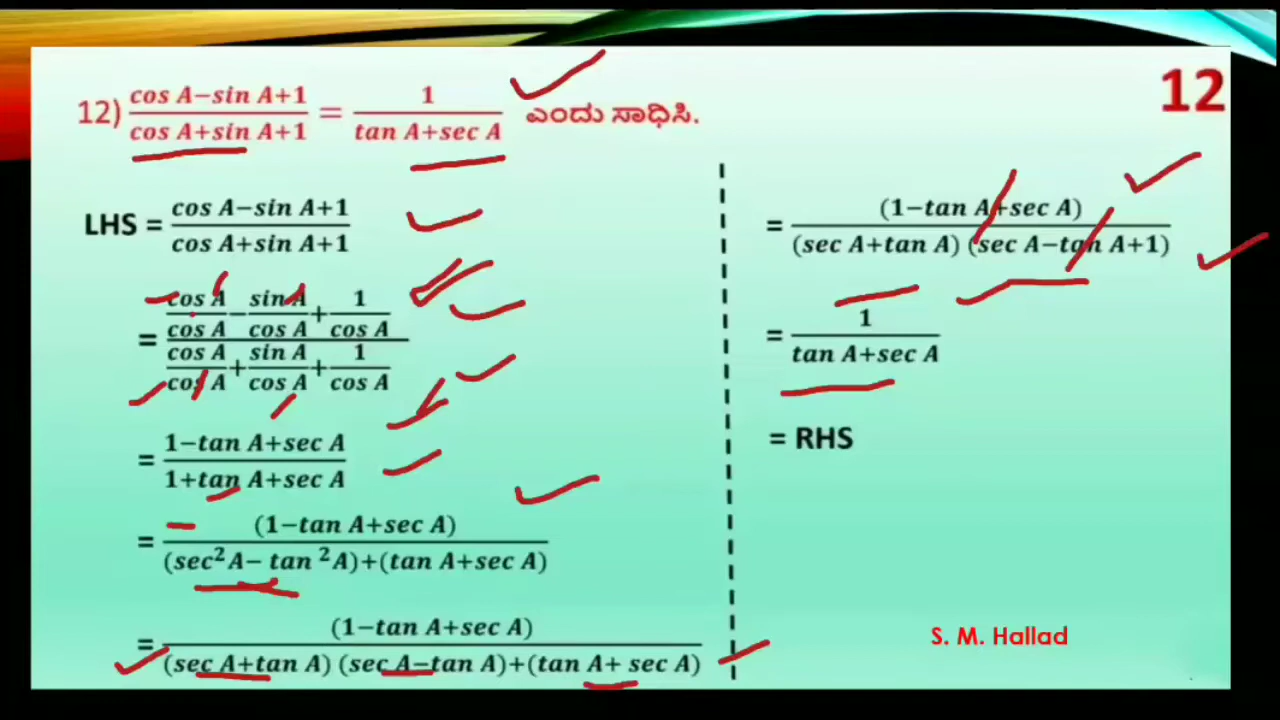 12
12) cos A−sin A+1 / cos A+sin A+1 = 1 / tan A+sec A ಎಂದು ಸಾಧಿಸಿ.
LHS = cos A−sin A+1 / cos A+sin A+1
= cos A/cos A − sin A/cos A + 1/cos A / cos A/cos A + sin A/cos A + 1/cos A
= 1−tan A+sec A / 1+tan A+sec A
= (1−tan A+sec A) / (sec²A− tan ²A)+(tan A+sec A)
= (1−tan A+sec A) / (sec A+tan A) (sec A−tan A)+(tan A+ sec A)
= (1−tan A+sec A) / (sec A+tan A) (sec A−tan A+1)
= 1 / tan A+sec A
= RHS
S. M. Hallad